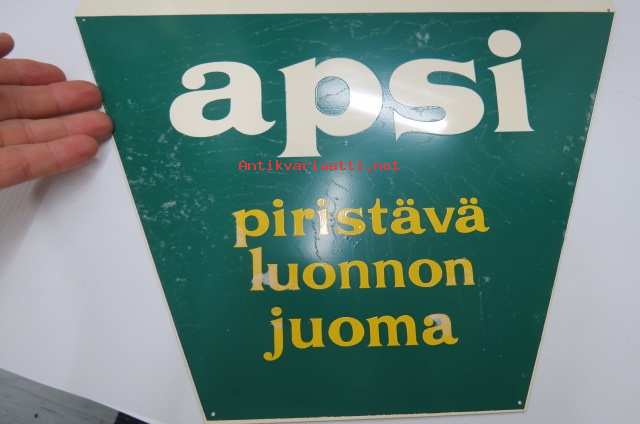 apsi
Antikvariaatti.net
piristävä
luonnon
juoma